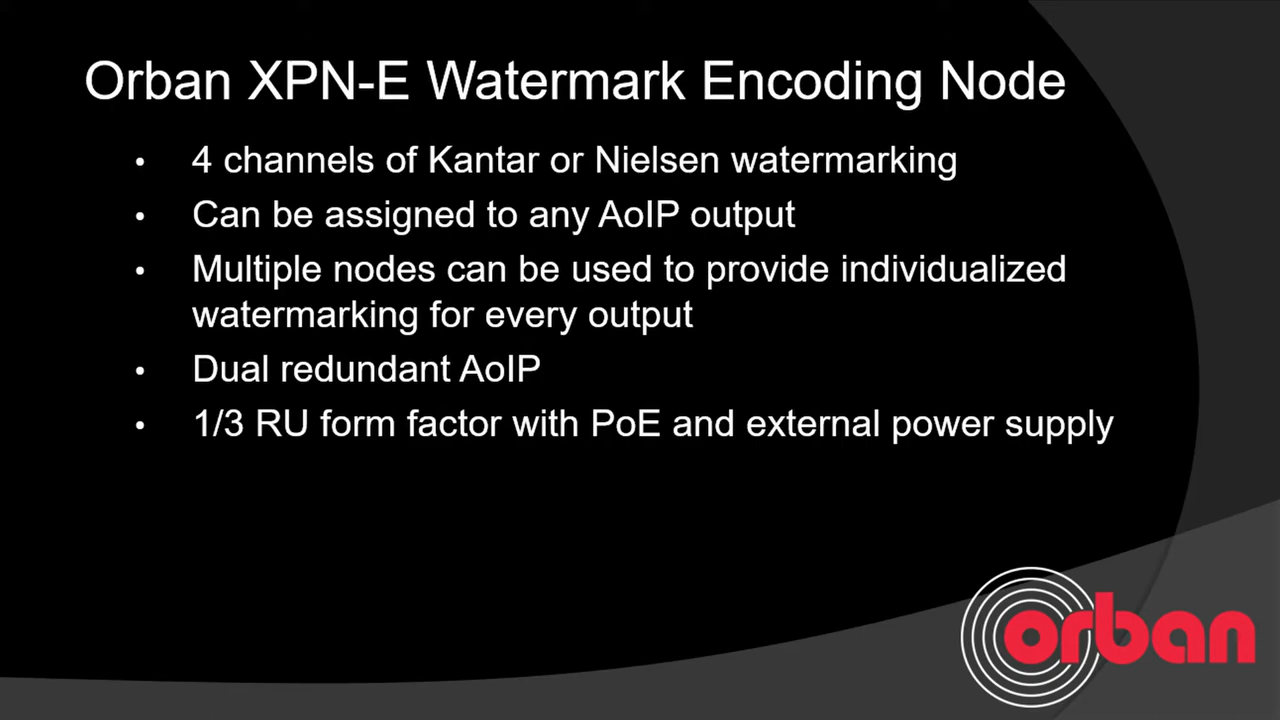 Orban XPN-E Watermark Encoding Node
• 4 channels of Kantar or Nielsen watermarking
• Can be assigned to any AoIP output
• Multiple nodes can be used to provide individualized
watermarking for every output
• Dual redundant AoIP
• 1/3 RU form factor with PoE and external power supply
orban